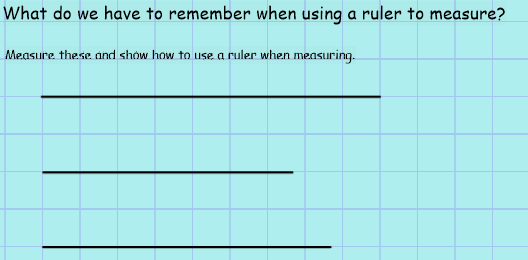 What do we have to remember when using a ruler to measure?
Measure these and show how to use a ruler when measuring.